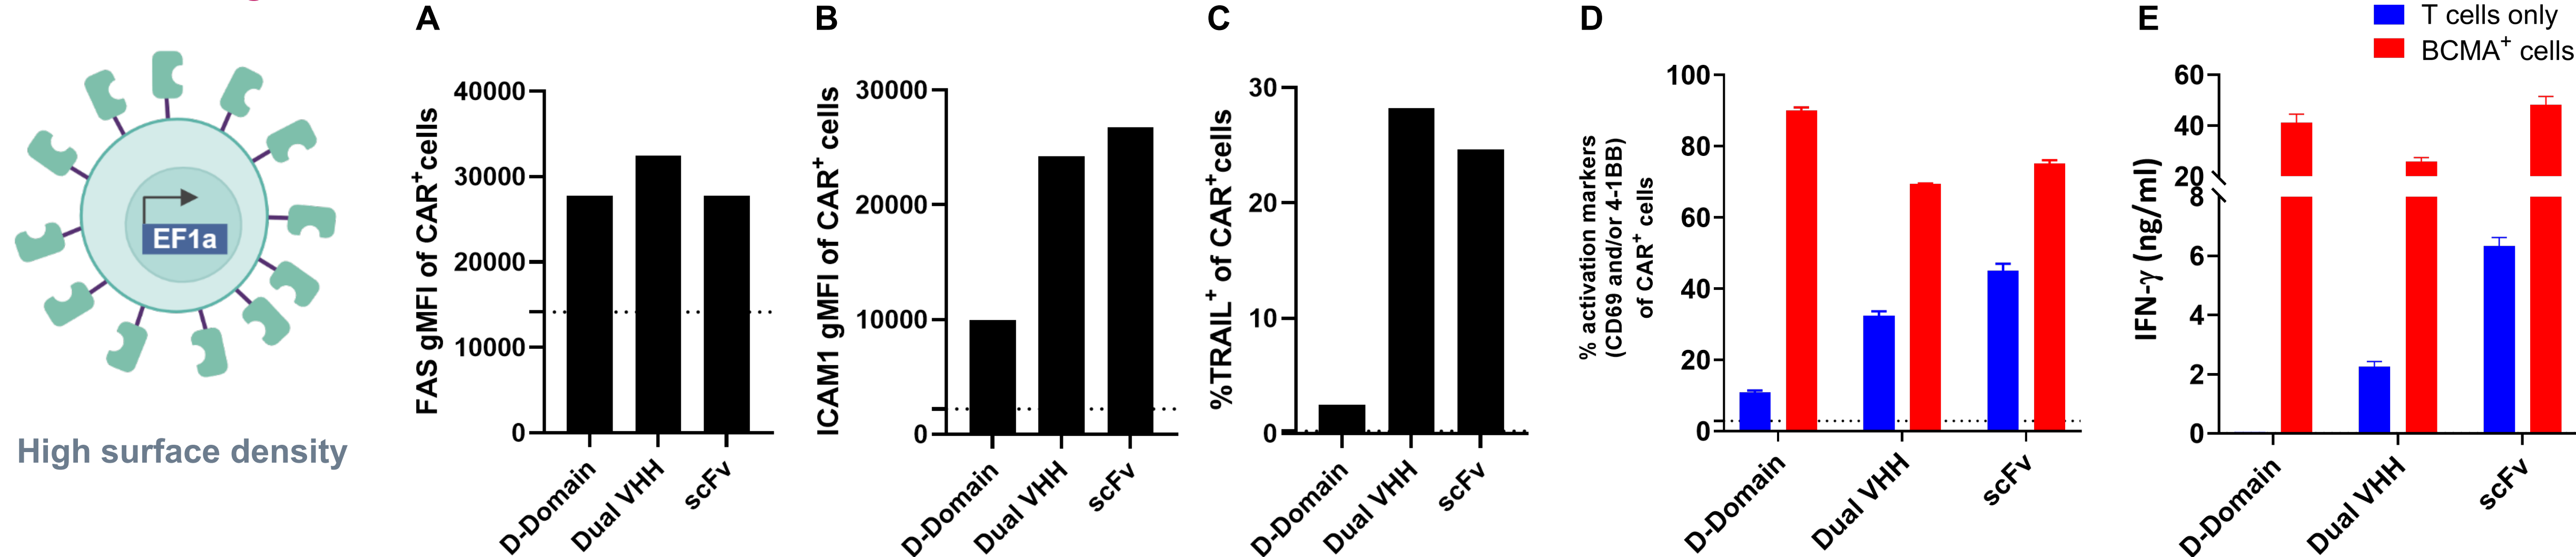 EF1a
High surface density
A
FAS gMFI of CAR⁺cells
40000
30000
20000
10000
0
D-Domain
Dual VHH
scFv
B
ICAM1 gMFI of CAR⁺ cells
30000
20000
10000
0
D-Domain
Dual VHH
scFv
C
%TRAIL⁺ of CAR⁺cells
30
20
10
0
D-Domain
Dual VHH
scFv
D
% activation markers
(CD69 and/or 4-1BB)
of CAR⁺ cells
100
80
60
40
20
0
D-Domain
Dual VHH
scFv
E
T cells only
BCMA⁺ cells
IFN-γ (ng/ml)
60
40
20
8
6
4
2
0
D-Domain
Dual VHH
scFv